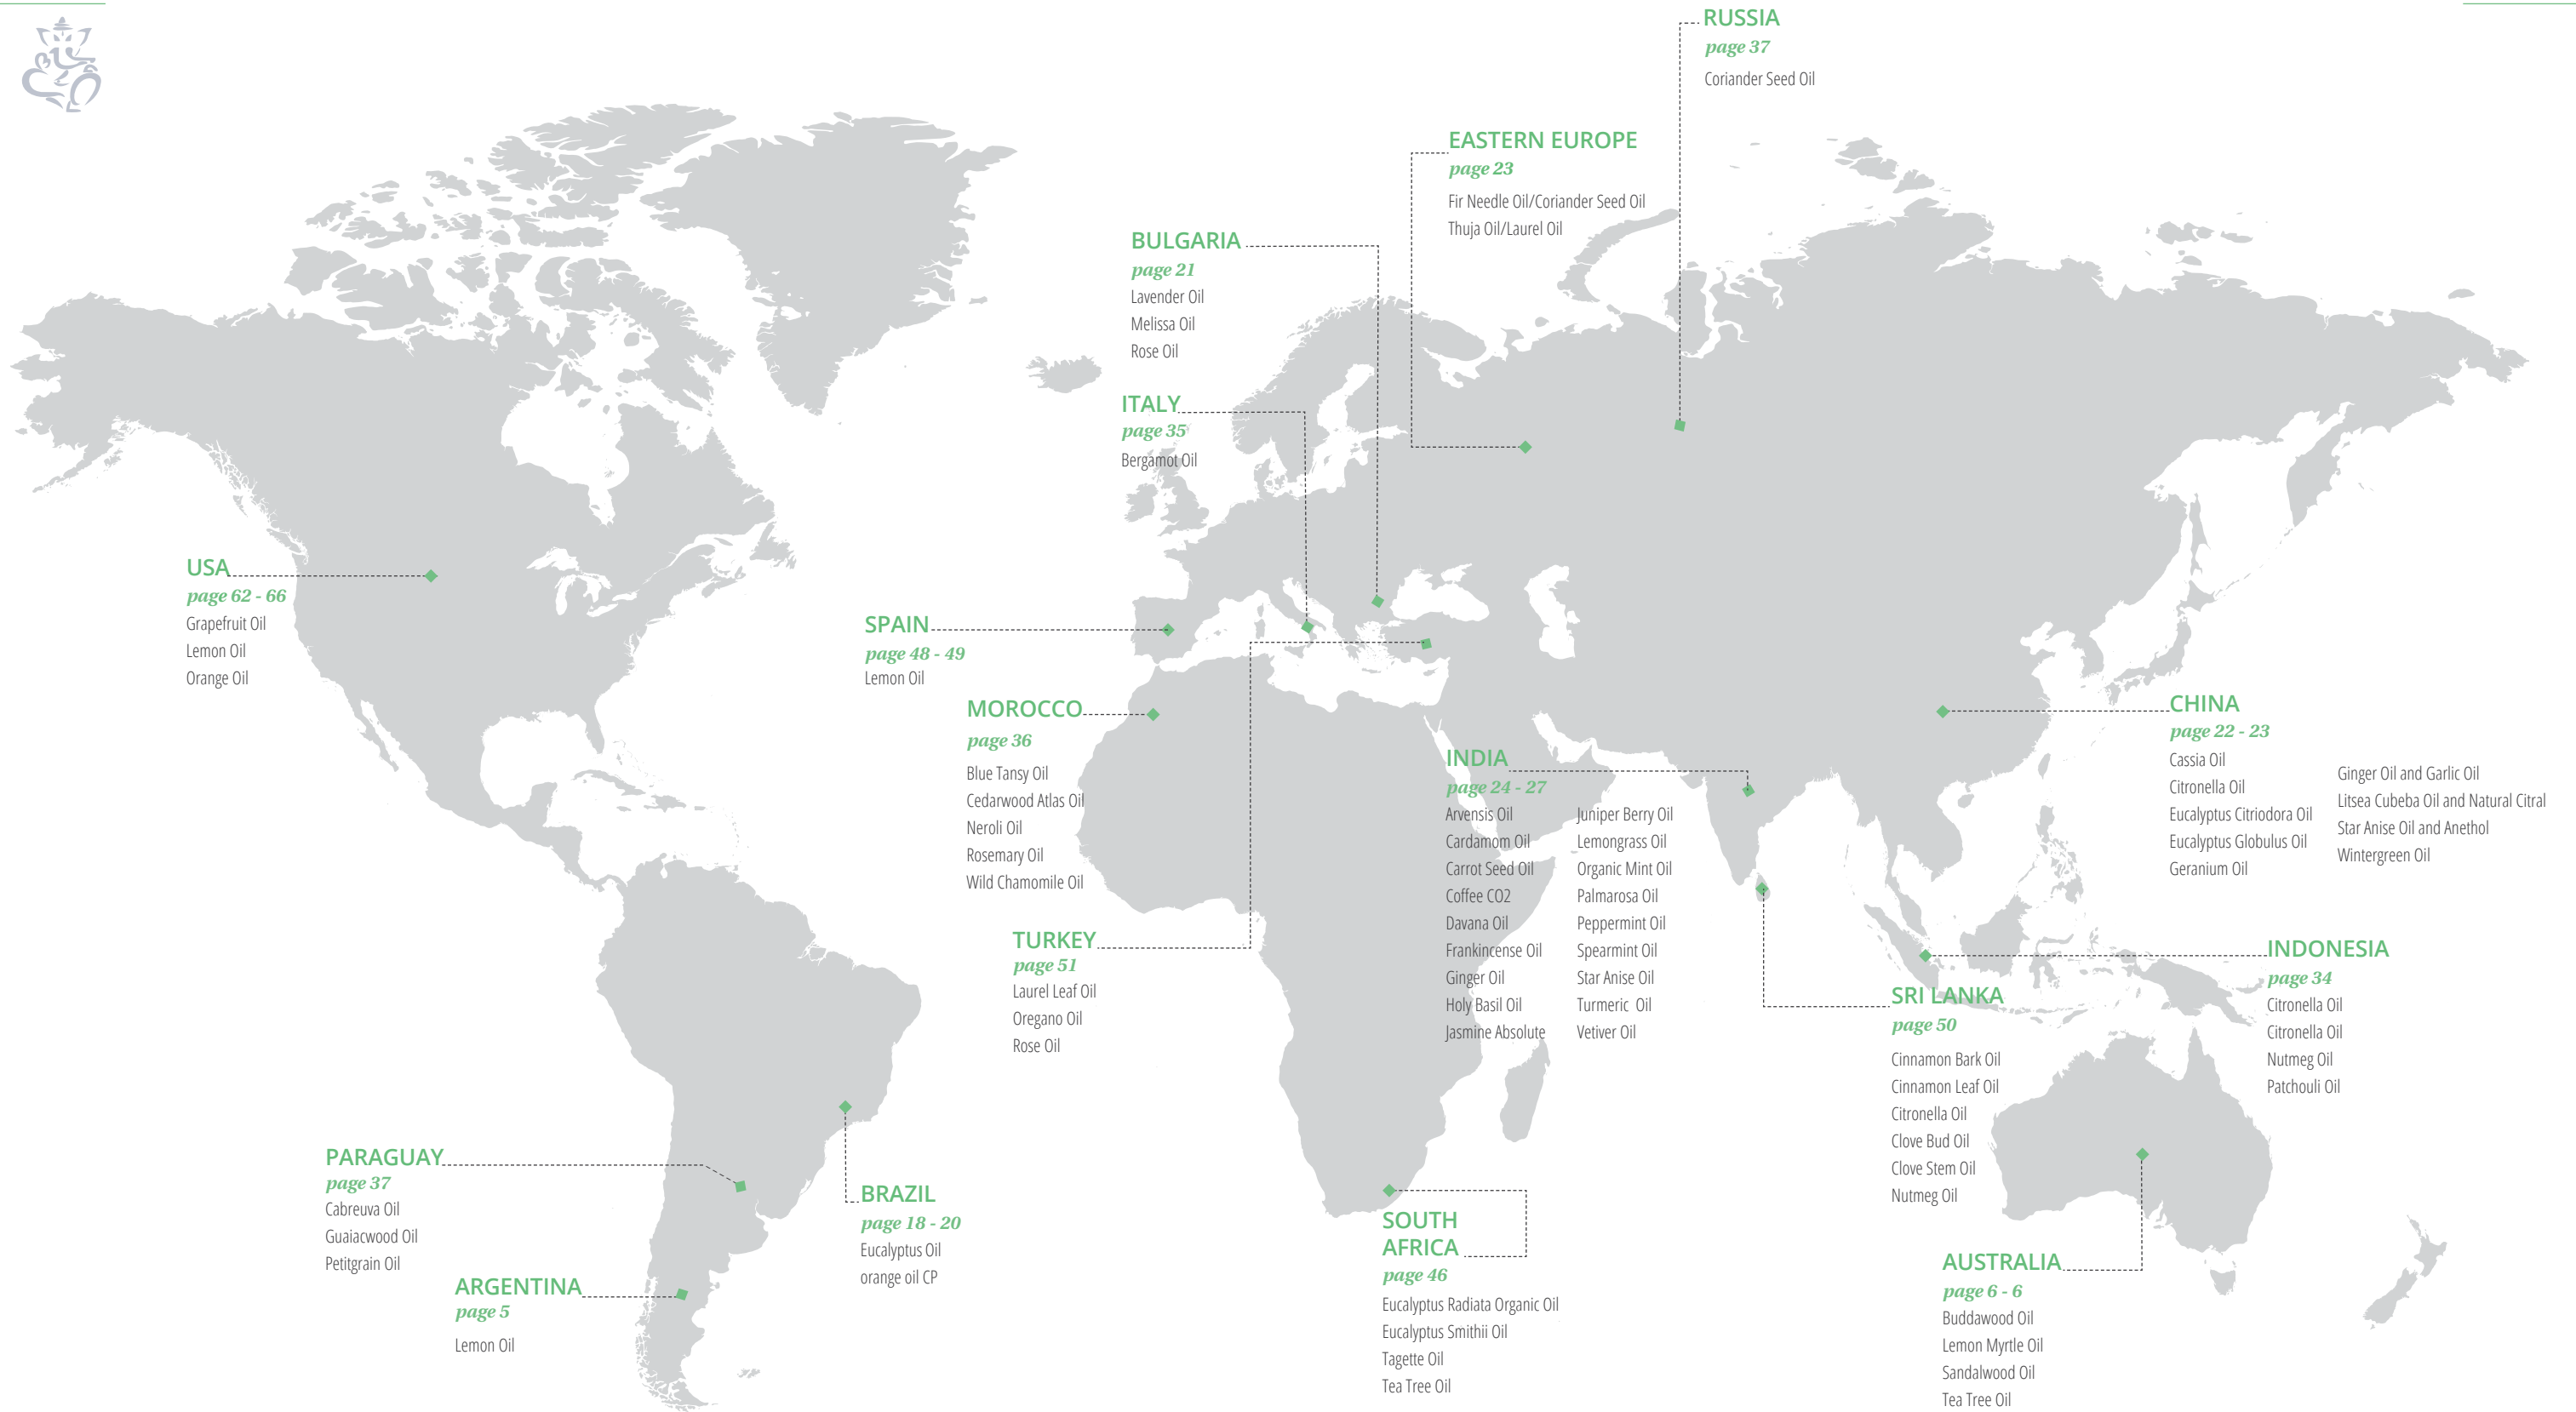 RUSSIA
page 37
Coriander Seed Oil
EASTERN EUROPE
page 23
Fir Needle Oil/Coriander Seed Oil
Thuja Oil/Laurel Oil
BULGARIA
page 21
Lavender Oil
Melissa Oil
Rose Oil
ITALY
page 35
Bergamot Oil
USA
page 62 - 66
Grapefruit Oil
Lemon Oil
Orange Oil
SPAIN
page 48 - 49
Lemon Oil
MOROCCO
page 36
Blue Tansy Oil
Cedarwood Atlas Oil
Neroli Oil
Rosemary Oil
Wild Chamomile Oil
TURKEY
page 51
Laurel Leaf Oil
Oregano Oil
Rose Oil
INDIA
page 24 - 27
Arvensis Oil
Cardamom Oil
Carrot Seed Oil
Coffee CO2
Davana Oil
Frankincense Oil
Ginger Oil
Holy Basil Oil
Jasmine Absolute
Juniper Berry Oil
Lemongrass Oil
Organic Mint Oil
Palmarosa Oil
Peppermint Oil
Spearmint Oil
Star Anise Oil
Turmeric  Oil
Vetiver Oil
CHINA
page 22 - 23
Cassia Oil
Citronella Oil
Eucalyptus Citriodora Oil
Eucalyptus Globulus Oil
Geranium Oil
Ginger Oil and Garlic Oil
Litsea Cubeba Oil and Natural Citral
Star Anise Oil and Anethol
Wintergreen Oil
INDONESIA
page 34
Citronella Oil
Citronella Oil
Nutmeg Oil
Patchouli Oil
SRI LANKA
page 50
Cinnamon Bark Oil
Cinnamon Leaf Oil
Citronella Oil
Clove Bud Oil
Clove Stem Oil
Nutmeg Oil
PARAGUAY
page 37
Cabreuva Oil
Guaiacwood Oil
Petitgrain Oil
BRAZIL
page 18 - 20
Eucalyptus Oil
orange oil CP
ARGENTINA
page 5
Lemon Oil
SOUTH
AFRICA
page 46
Eucalyptus Radiata Organic Oil
Eucalyptus Smithii Oil
Tagette Oil
Tea Tree Oil
AUSTRALIA
page 6 - 6
Buddawood Oil
Lemon Myrtle Oil
Sandalwood Oil
Tea Tree Oil